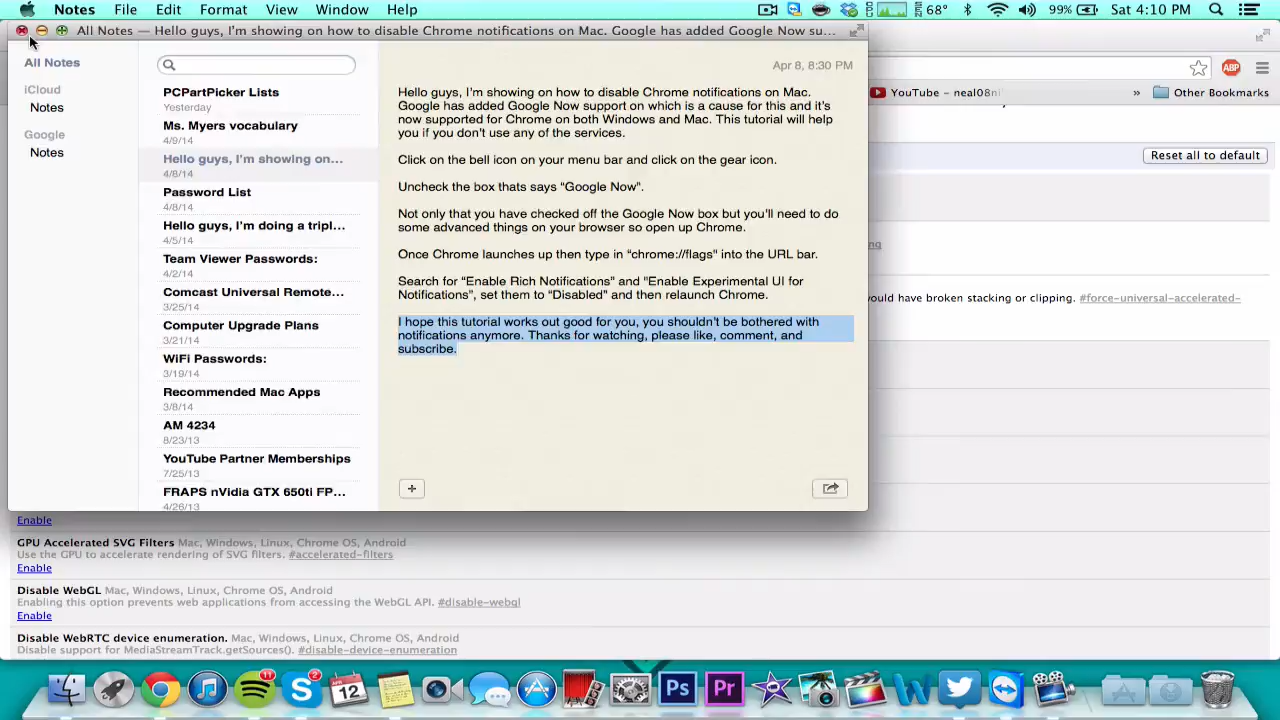 Notes File Edit Format View Window Help
68° 99% Sat 4:10 PM
All Notes — Hello guys, I'm showing on how to disable Chrome notifications on Mac. Google has added Google Now su...
All Notes
iCloud
Notes
Google
Notes
PCPartPicker Lists
Yesterday
Ms. Myers vocabulary
4/9/14
Hello guys, I'm showing on...
4/8/14
Password List
4/8/14
Hello guys, I'm doing a tripl...
4/5/14
Team Viewer Passwords:
4/2/14
Comcast Universal Remote...
3/25/14
Computer Upgrade Plans
3/21/14
WiFi Passwords:
3/19/14
Recommended Mac Apps
3/8/14
AM 4234
8/23/13
YouTube Partner Memberships
7/25/13
FRAPS nVidia GTX 650ti FP...
4/26/13
Apr 8, 8:30 PM
Hello guys, I'm showing on how to disable Chrome notifications on Mac.
Google has added Google Now support on which is a cause for this and it's
now supported for Chrome on both Windows and Mac. This tutorial will help
you if you don't use any of the services.
Click on the bell icon on your menu bar and click on the gear icon.
Uncheck the box thats says "Google Now".
Not only that you have checked off the Google Now box but you'll need to do
some advanced things on your browser so open up Chrome.
Once Chrome launches up then type in "chrome://flags" into the URL bar.
Search for "Enable Rich Notifications" and "Enable Experimental UI for
Notifications", set them to "Disabled" and then relaunch Chrome.
I hope this tutorial works out good for you, you shouldn't be bothered with
notifications anymore. Thanks for watching, please like, comment, and
subscribe.
ABP
YouTube - neal08n
» Other Bookmarks
Reset all to default
ould have broken stacking or clipping. #force-universal-accelerated-
Enable
GPU Accelerated SVG Filters Mac, Windows, Linux, Chrome OS, Android
Use the GPU to accelerate rendering of SVG filters. #accelerated-filters
Enable
Disable WebGL Mac, Windows, Linux, Chrome OS, Android
Enabling this option prevents web applications from accessing the WebGL API. #disable-webgl
Enable
Disable WebRTC device enumeration. Mac, Windows, Linux, Chrome OS, Android
Disable support for MediaStreamTrack.getSources(). #disable-device-enumeration
11
2
APR
12
Ps
Pr
W